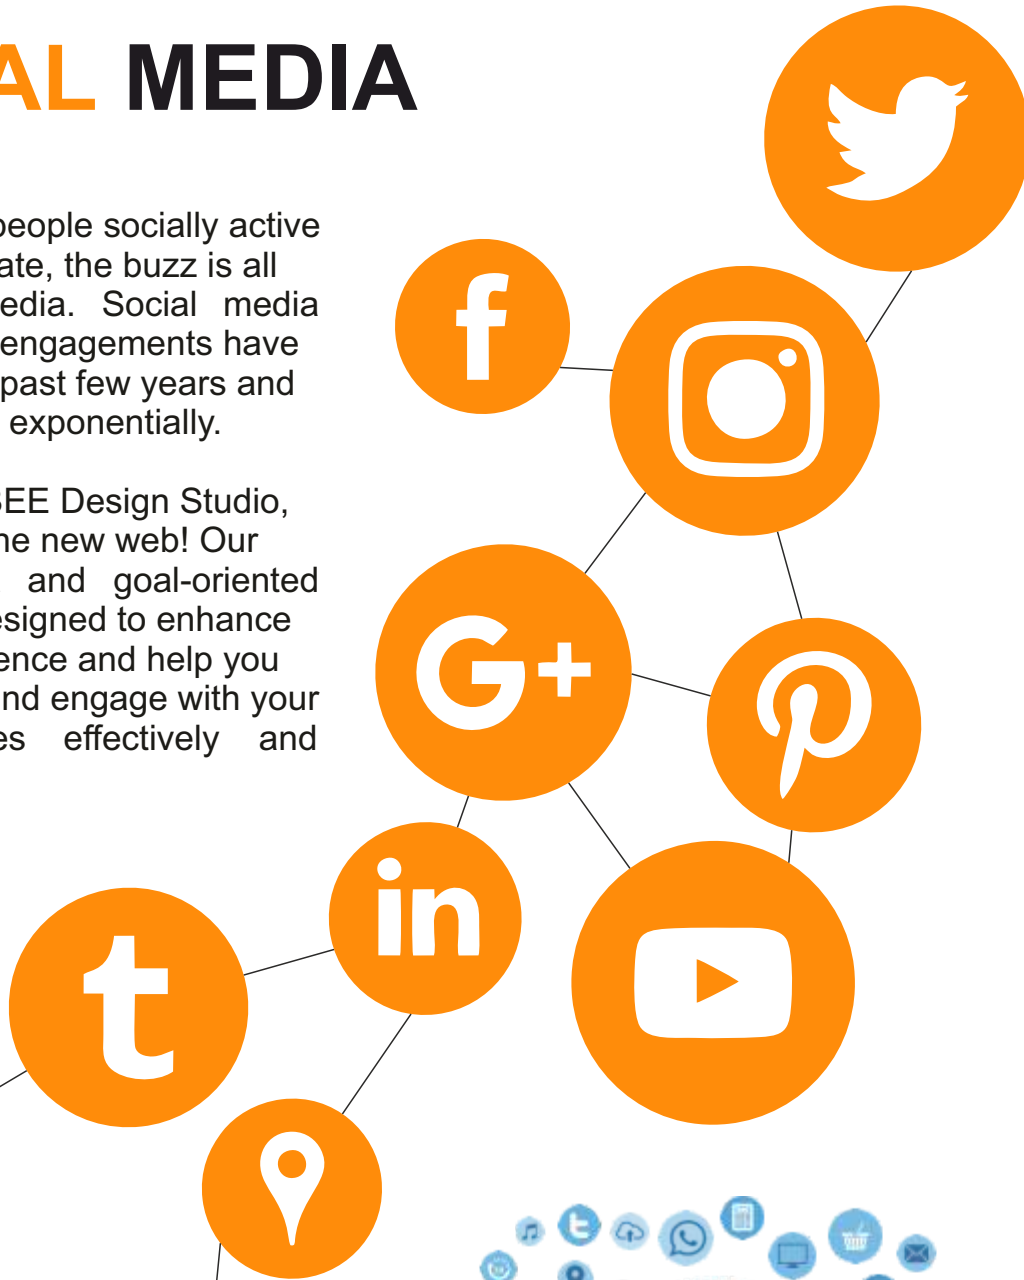 AL MEDIA
people socially active
ate, the buzz is all
edia. Social media
engagements have
past few years and
exponentially.
BEE Design Studio,
he new web! Our
and goal-oriented
esigned to enhance
ence and help you
nd engage with your
es effectively and
f
G+
in
t